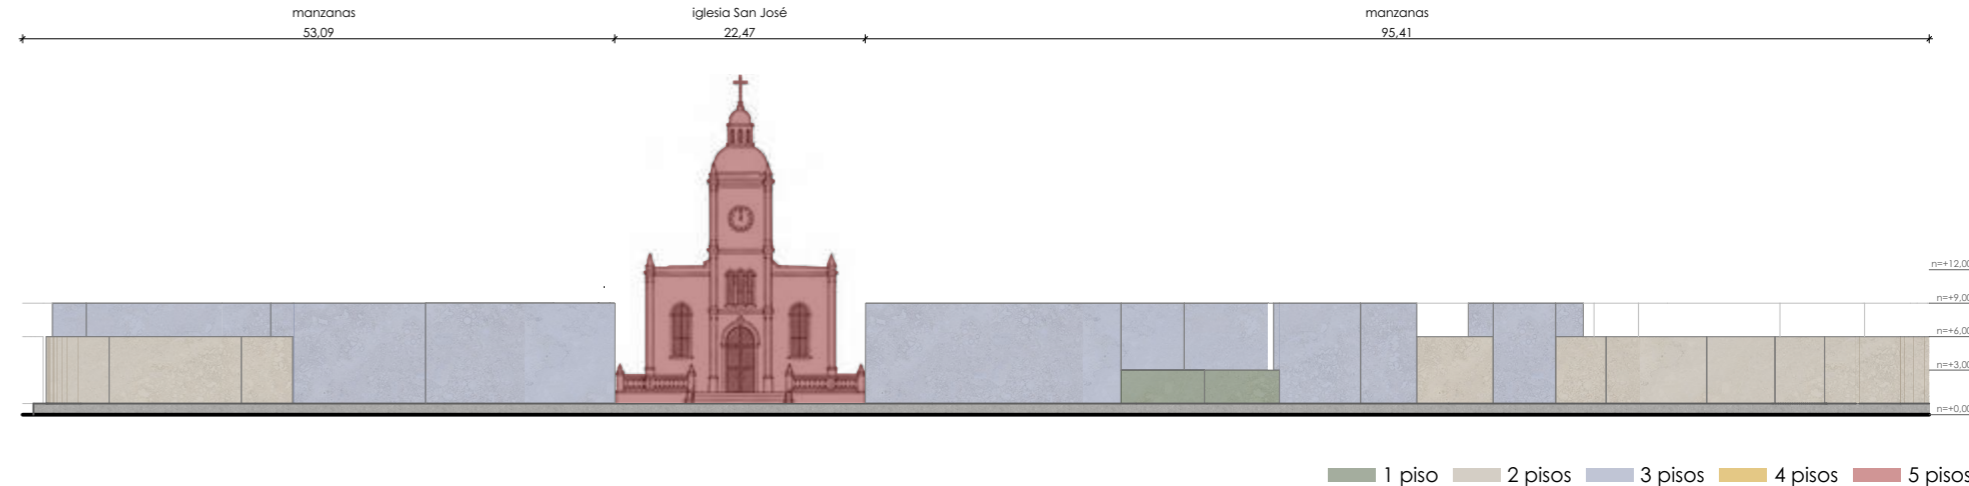 manzanas iglesia San José manzanas
53,09 22,47 95,41
n=+12,00
n=+9,00
n=+6,00
n=+3,00
n=+0,00
1 piso 2 pisos 3 pisos 4 pisos 5 pisos